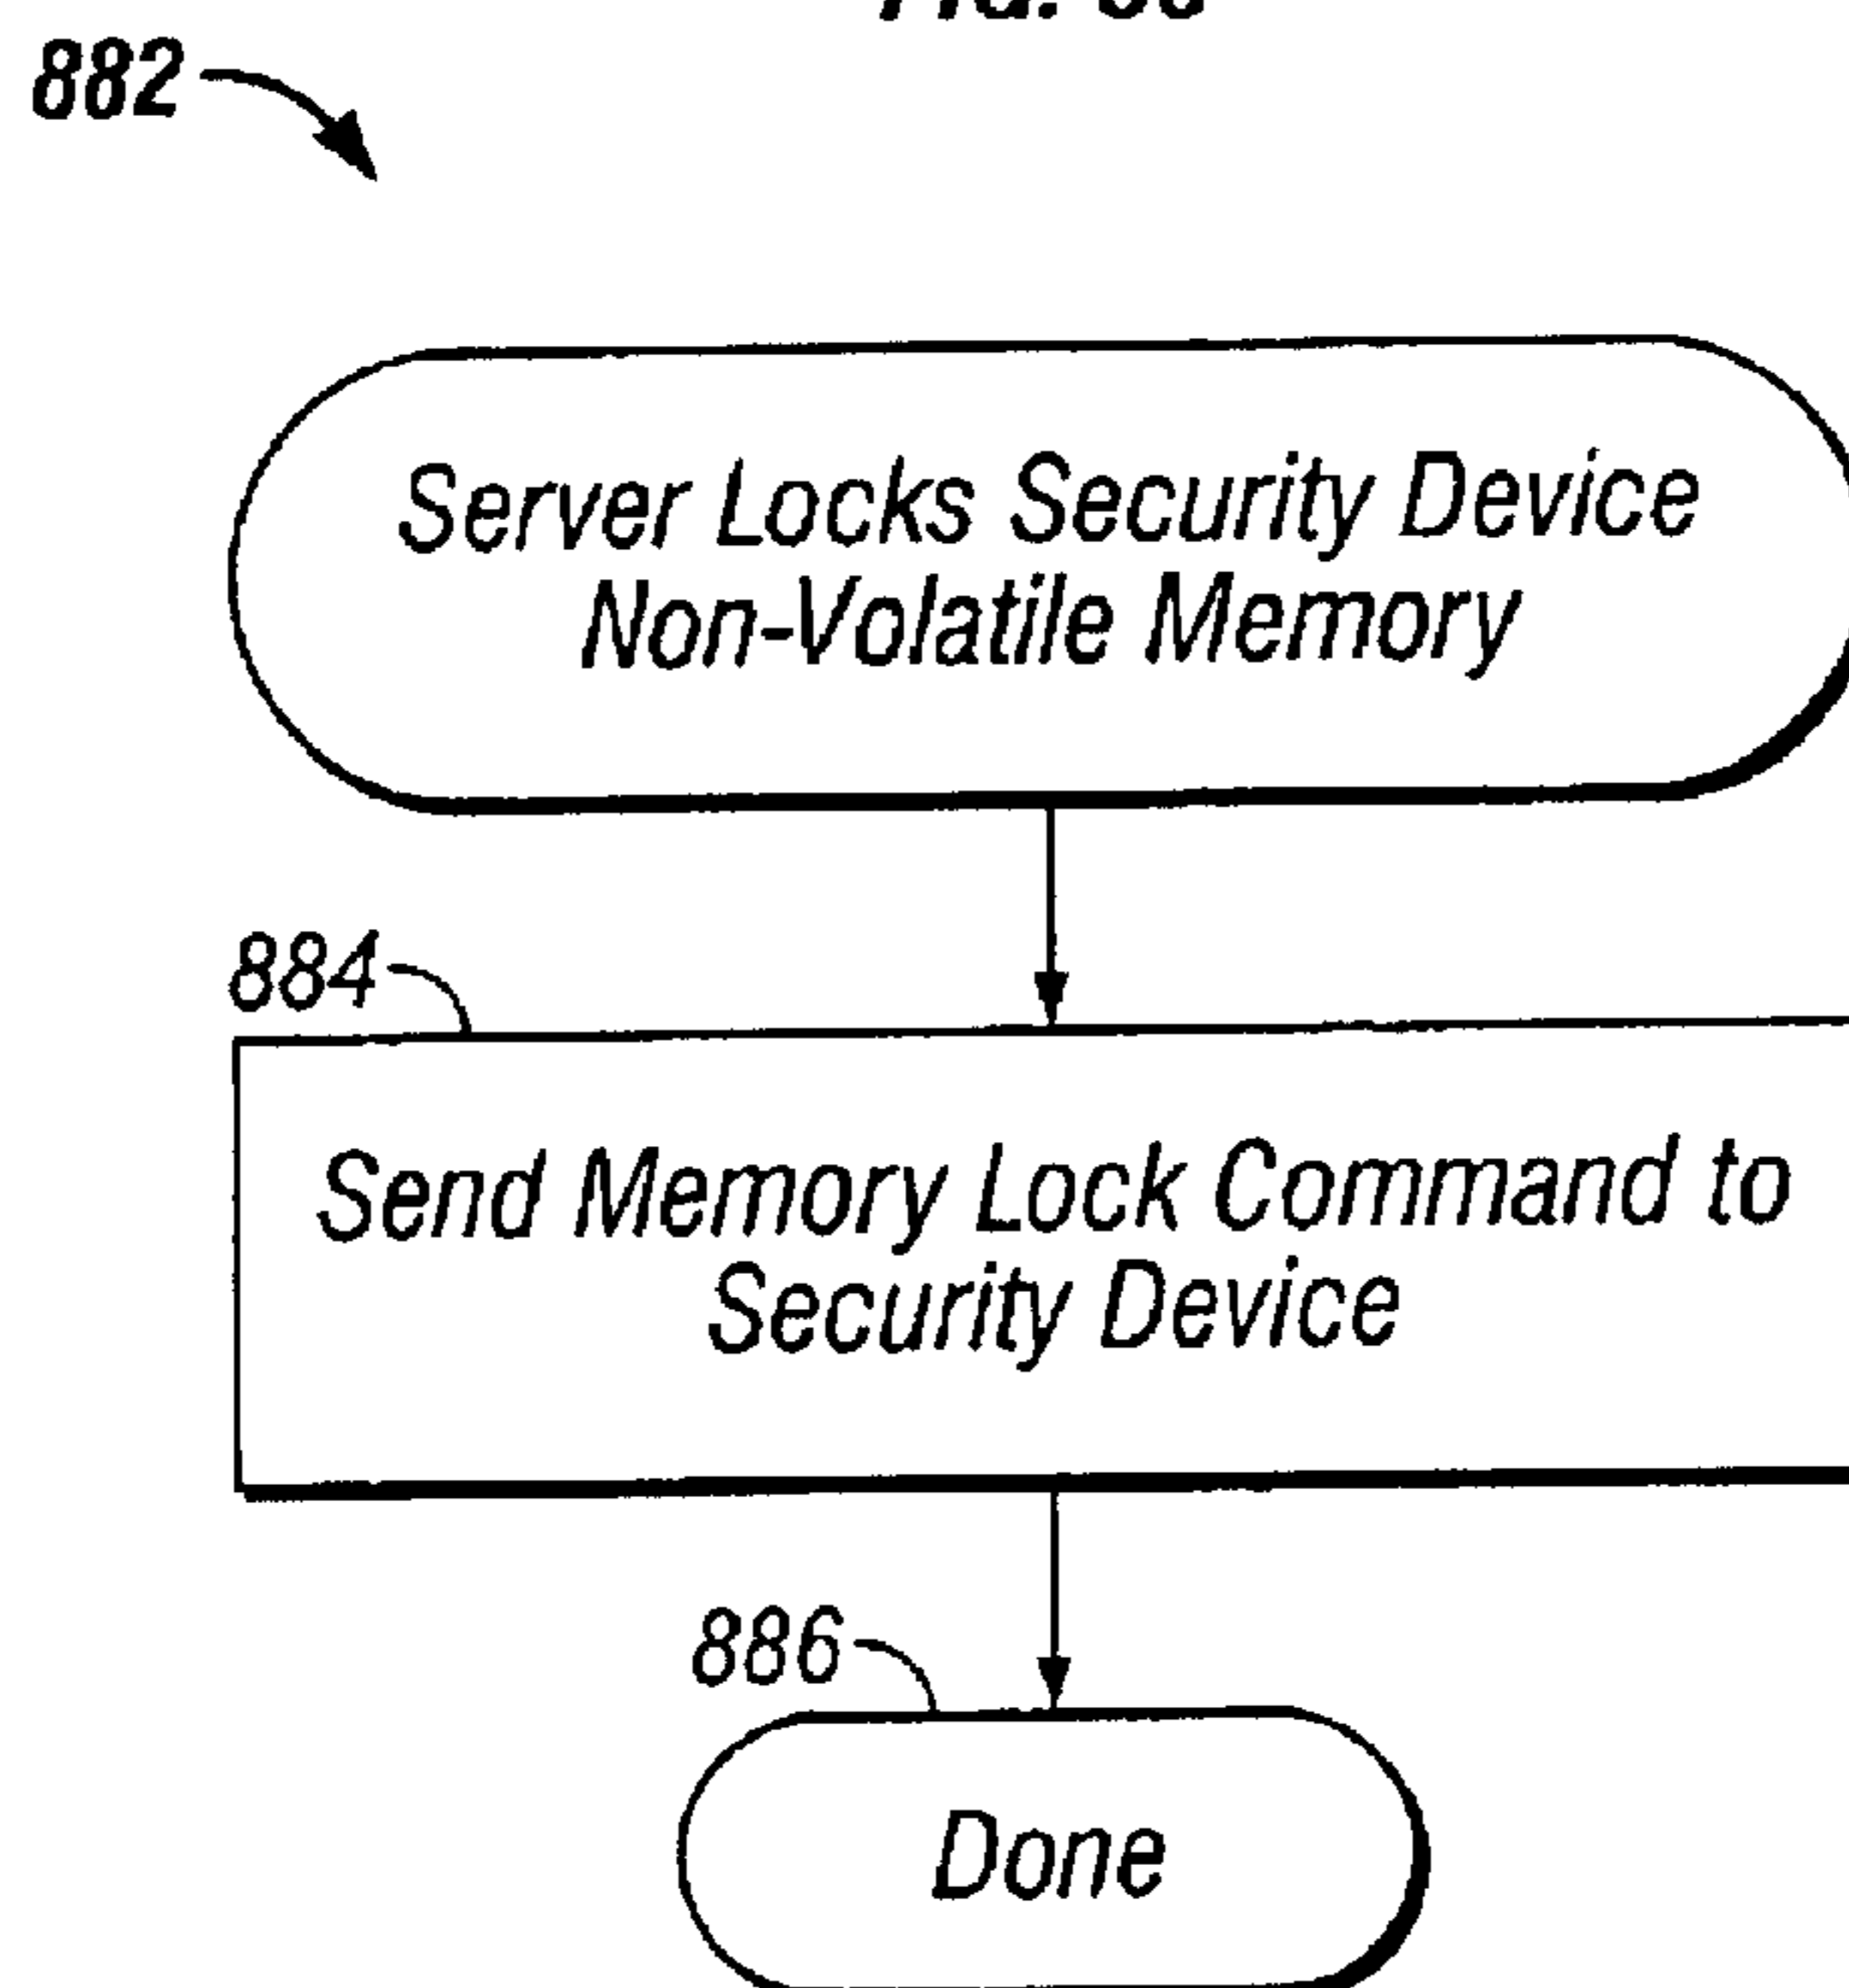 882
Server Locks Security Device
Non-Volatile Memory
884
Send Memory Lock Command to
Security Device
886
Done